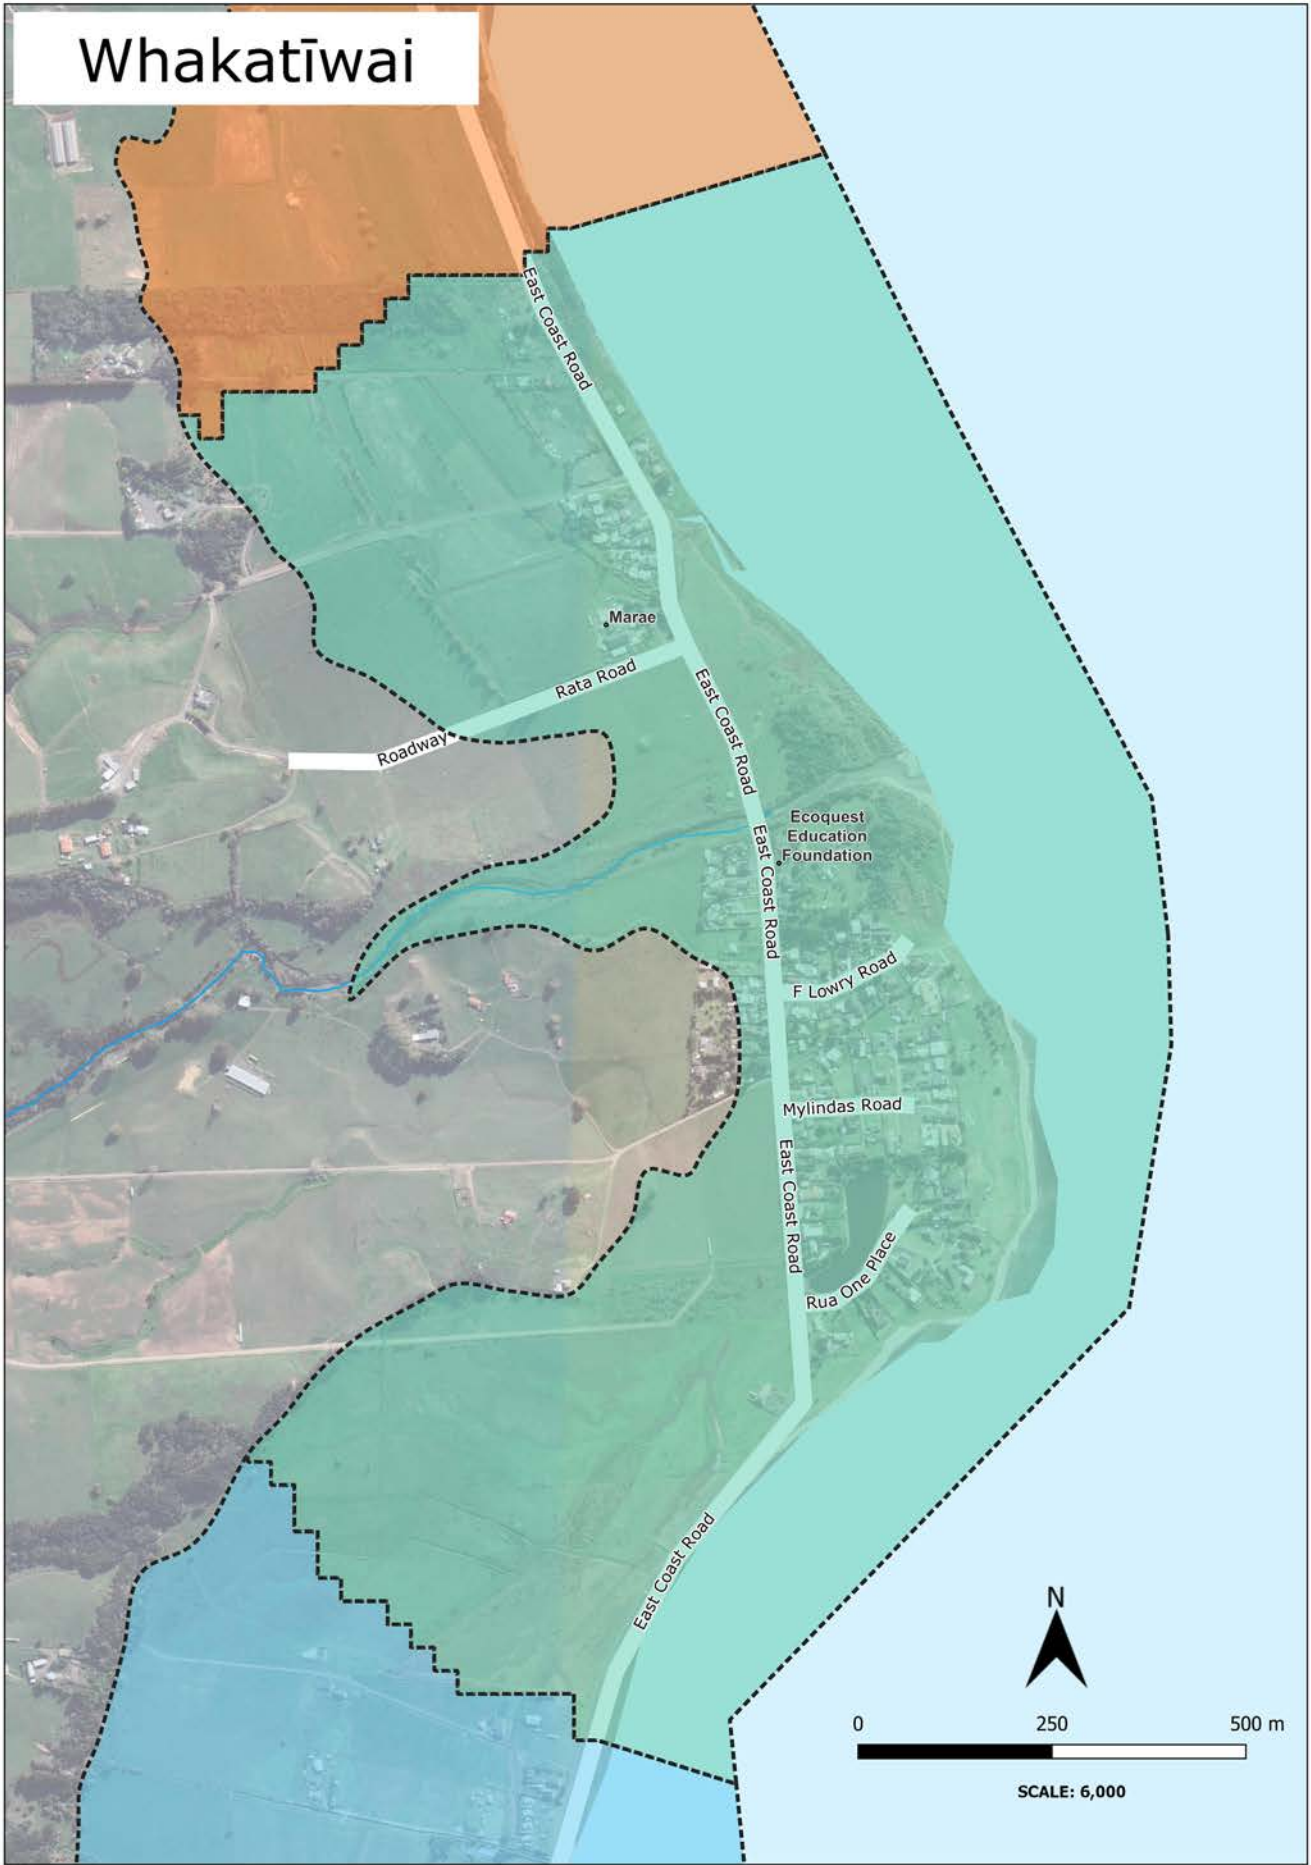 Whakatīwai
East Coast Road
Marae
Rata Road
Roadway
East Coast Road
Ecoquest
Education
Foundation
East Coast Road
F Lowry Road
Mylindas Road
East Coast Road
Rua One Place
East Coast Road
N
0 250 500 m
SCALE: 6,000